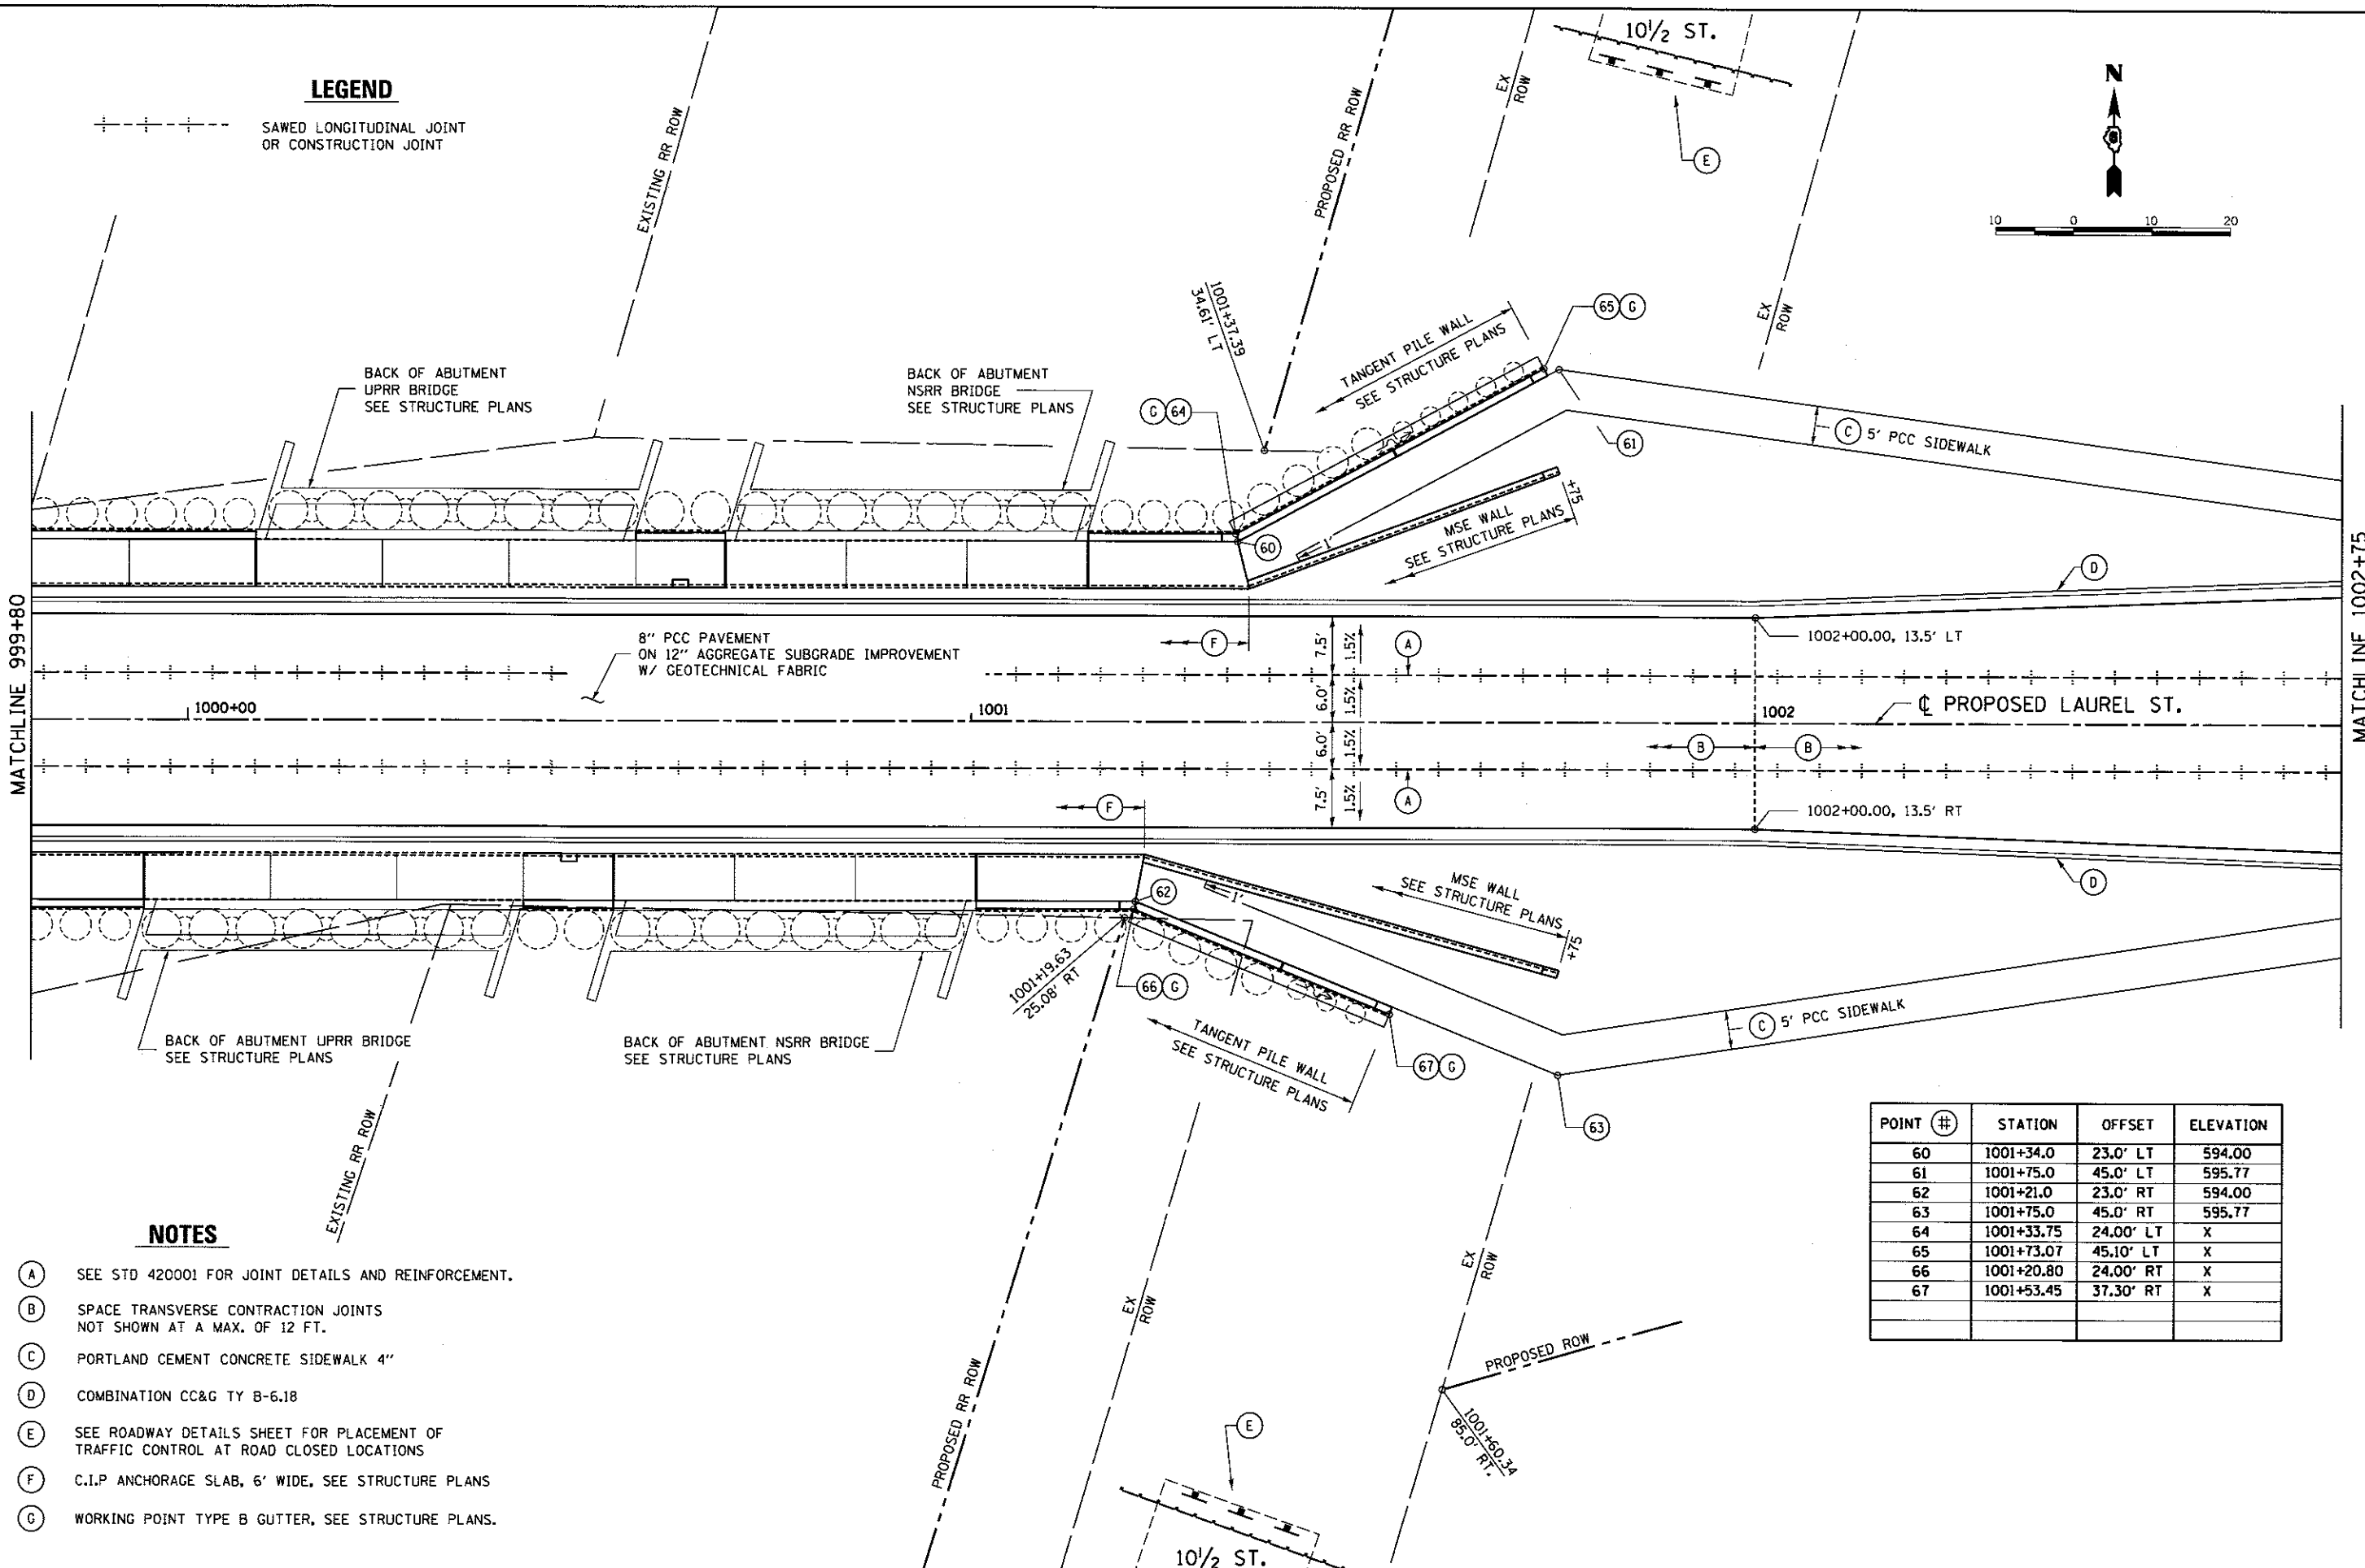 LEGEND
SAWED LONGITUDINAL JOINT
OR CONSTRUCTION JOINT
EXISTING RR ROW
PROPOSED RR ROW
EX
ROW
10½ ST.
E
EX
ROW
N
10 0 10 20
BACK OF ABUTMENT
UPRR BRIDGE
SEE STRUCTURE PLANS
BACK OF ABUTMENT
NSRR BRIDGE
SEE STRUCTURE PLANS
1001+37.39
34.61' LT
G 64
TANGENT PILE WALL
SEE STRUCTURE PLANS
65 G
61
C 5' PCC SIDEWALK
60
1'
MSE WALL
SEE STRUCTURE PLANS
+75
D
MATCHLINE 999+80
MATCHLINE 1002+75
8" PCC PAVEMENT
ON 12" AGGREGATE SUBGRADE IMPROVEMENT
W/ GEOTECHNICAL FABRIC
F
7.5' 1.5%
A
1002+00.00, 13.5' LT
6.0' 1.5%
1000+00
1001
1002
℄ PROPOSED LAUREL ST.
6.0' 1.5%
B B
7.5' 1.5%
A
F
1002+00.00, 13.5' RT
D
62
1'
MSE WALL
SEE STRUCTURE PLANS
+75
1001+19.63
25.08' RT
66 G
TANGENT PILE WALL
SEE STRUCTURE PLANS
67 G
C 5' PCC SIDEWALK
63
BACK OF ABUTMENT UPRR BRIDGE
SEE STRUCTURE PLANS
BACK OF ABUTMENT NSRR BRIDGE
SEE STRUCTURE PLANS
EXISTING RR ROW
PROPOSED RR ROW
EX
ROW
EX
ROW
PROPOSED ROW
1001+60.34
85.0' RT.
E
10½ ST.
POINT # STATION OFFSET ELEVATION
60 1001+34.0 23.0' LT 594.00
61 1001+75.0 45.0' LT 595.77
62 1001+21.0 23.0' RT 594.00
63 1001+75.0 45.0' RT 595.77
64 1001+33.75 24.00' LT X
65 1001+73.07 45.10' LT X
66 1001+20.80 24.00' RT X
67 1001+53.45 37.30' RT X
NOTES
A SEE STD 420001 FOR JOINT DETAILS AND REINFORCEMENT.
B SPACE TRANSVERSE CONTRACTION JOINTS
NOT SHOWN AT A MAX. OF 12 FT.
C PORTLAND CEMENT CONCRETE SIDEWALK 4"
D COMBINATION CC&G TY B-6.18
E SEE ROADWAY DETAILS SHEET FOR PLACEMENT OF
TRAFFIC CONTROL AT ROAD CLOSED LOCATIONS
F C.I.P ANCHORAGE SLAB, 6' WIDE, SEE STRUCTURE PLANS
G WORKING POINT TYPE B GUTTER, SEE STRUCTURE PLANS.